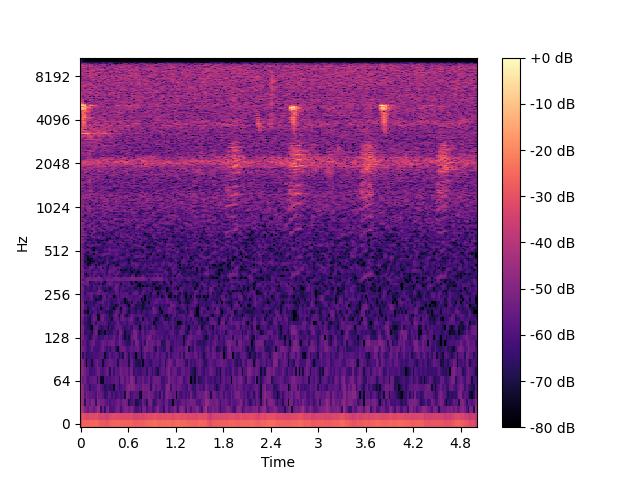 8192
4096
2048
1024
512
256
128
64
0
Hz
0 0.6 1.2 1.8 2.4 3 3.6 4.2 4.8
Time
+0 dB
-10 dB
-20 dB
-30 dB
-40 dB
-50 dB
-60 dB
-70 dB
-80 dB